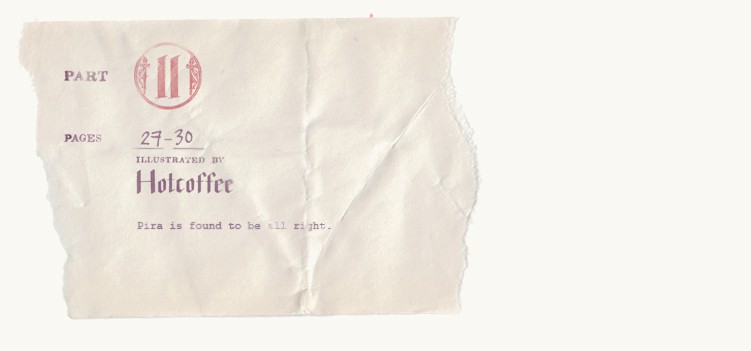 PART 11
PAGES 27-30
ILLUSTRATED BY
Hotcoffee
Pira is found to be all right.